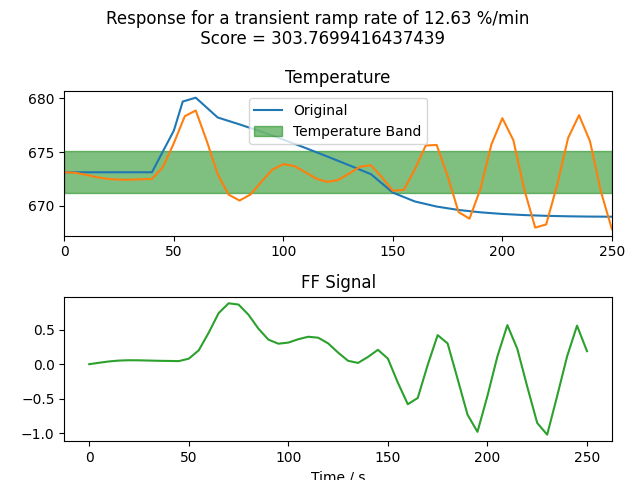 Response for a transient ramp rate of 12.63 %/min
Score = 303.7699416437439
Temperature
680
675
670
Original
Temperature Band
0 50 100 150 200 250
FF Signal
0.5
0.0
−0.5
−1.0
0 50 100 150 200 250
Time / s